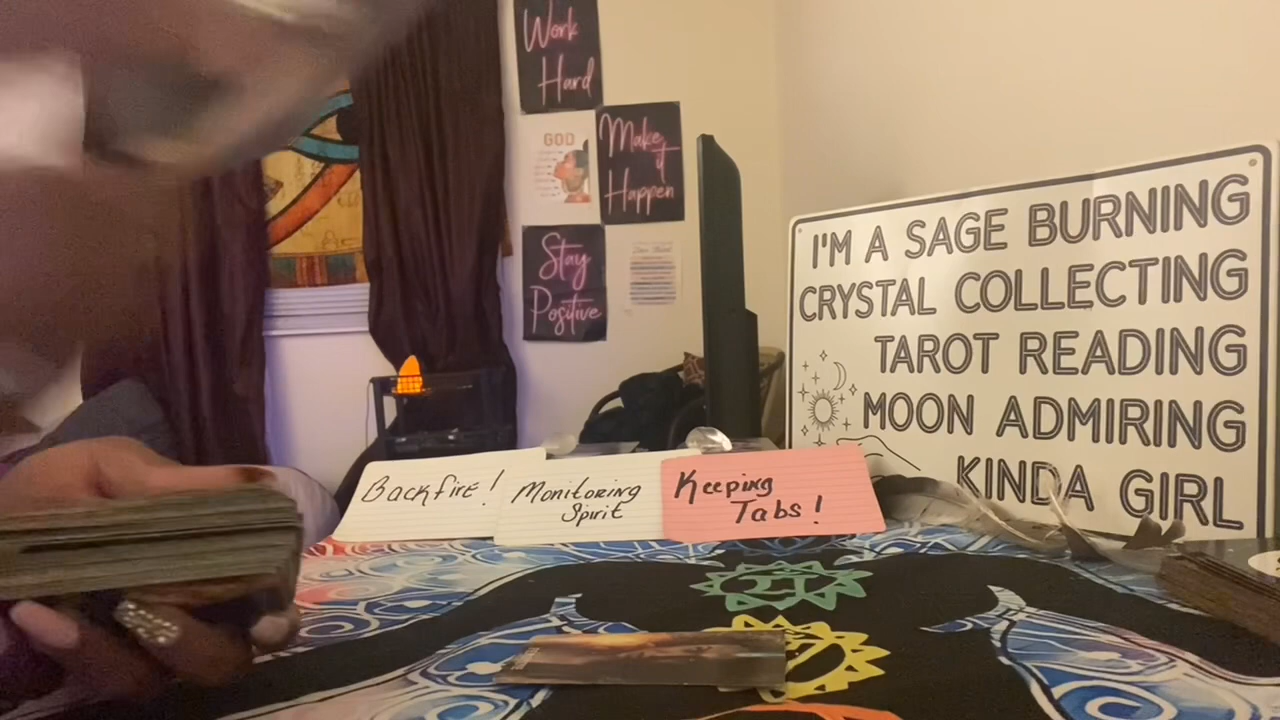 Work
Hard
GOD
Make
it
Happen
Stay
Positive
I'M A SAGE BURNING
CRYSTAL COLLECTING
TAROT READING
MOON ADMIRING
KINDA GIRL
Backfire!
Monitoring
Spirit
Keeping
Tabs!